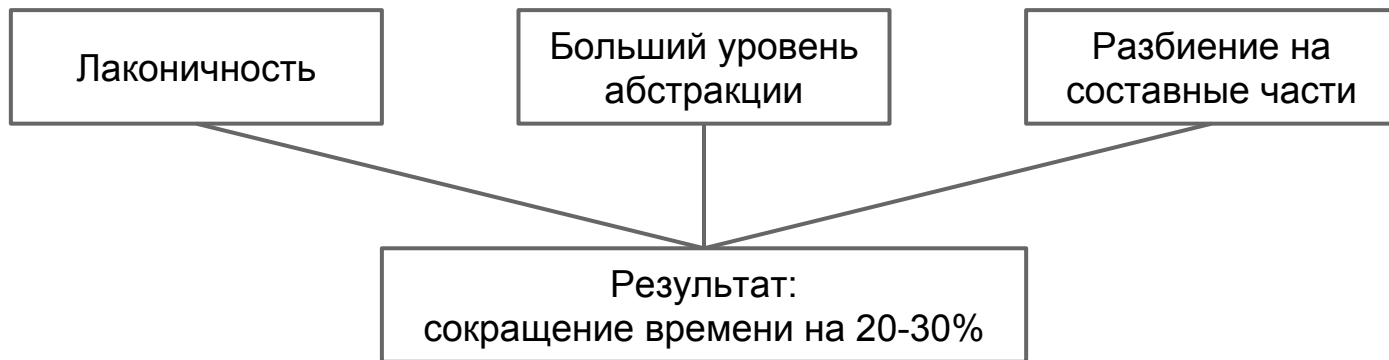 Лаконичность
Больший уровень
абстракции
Разбиение на
составные части
Результат:
сокращение времени на 20-30%